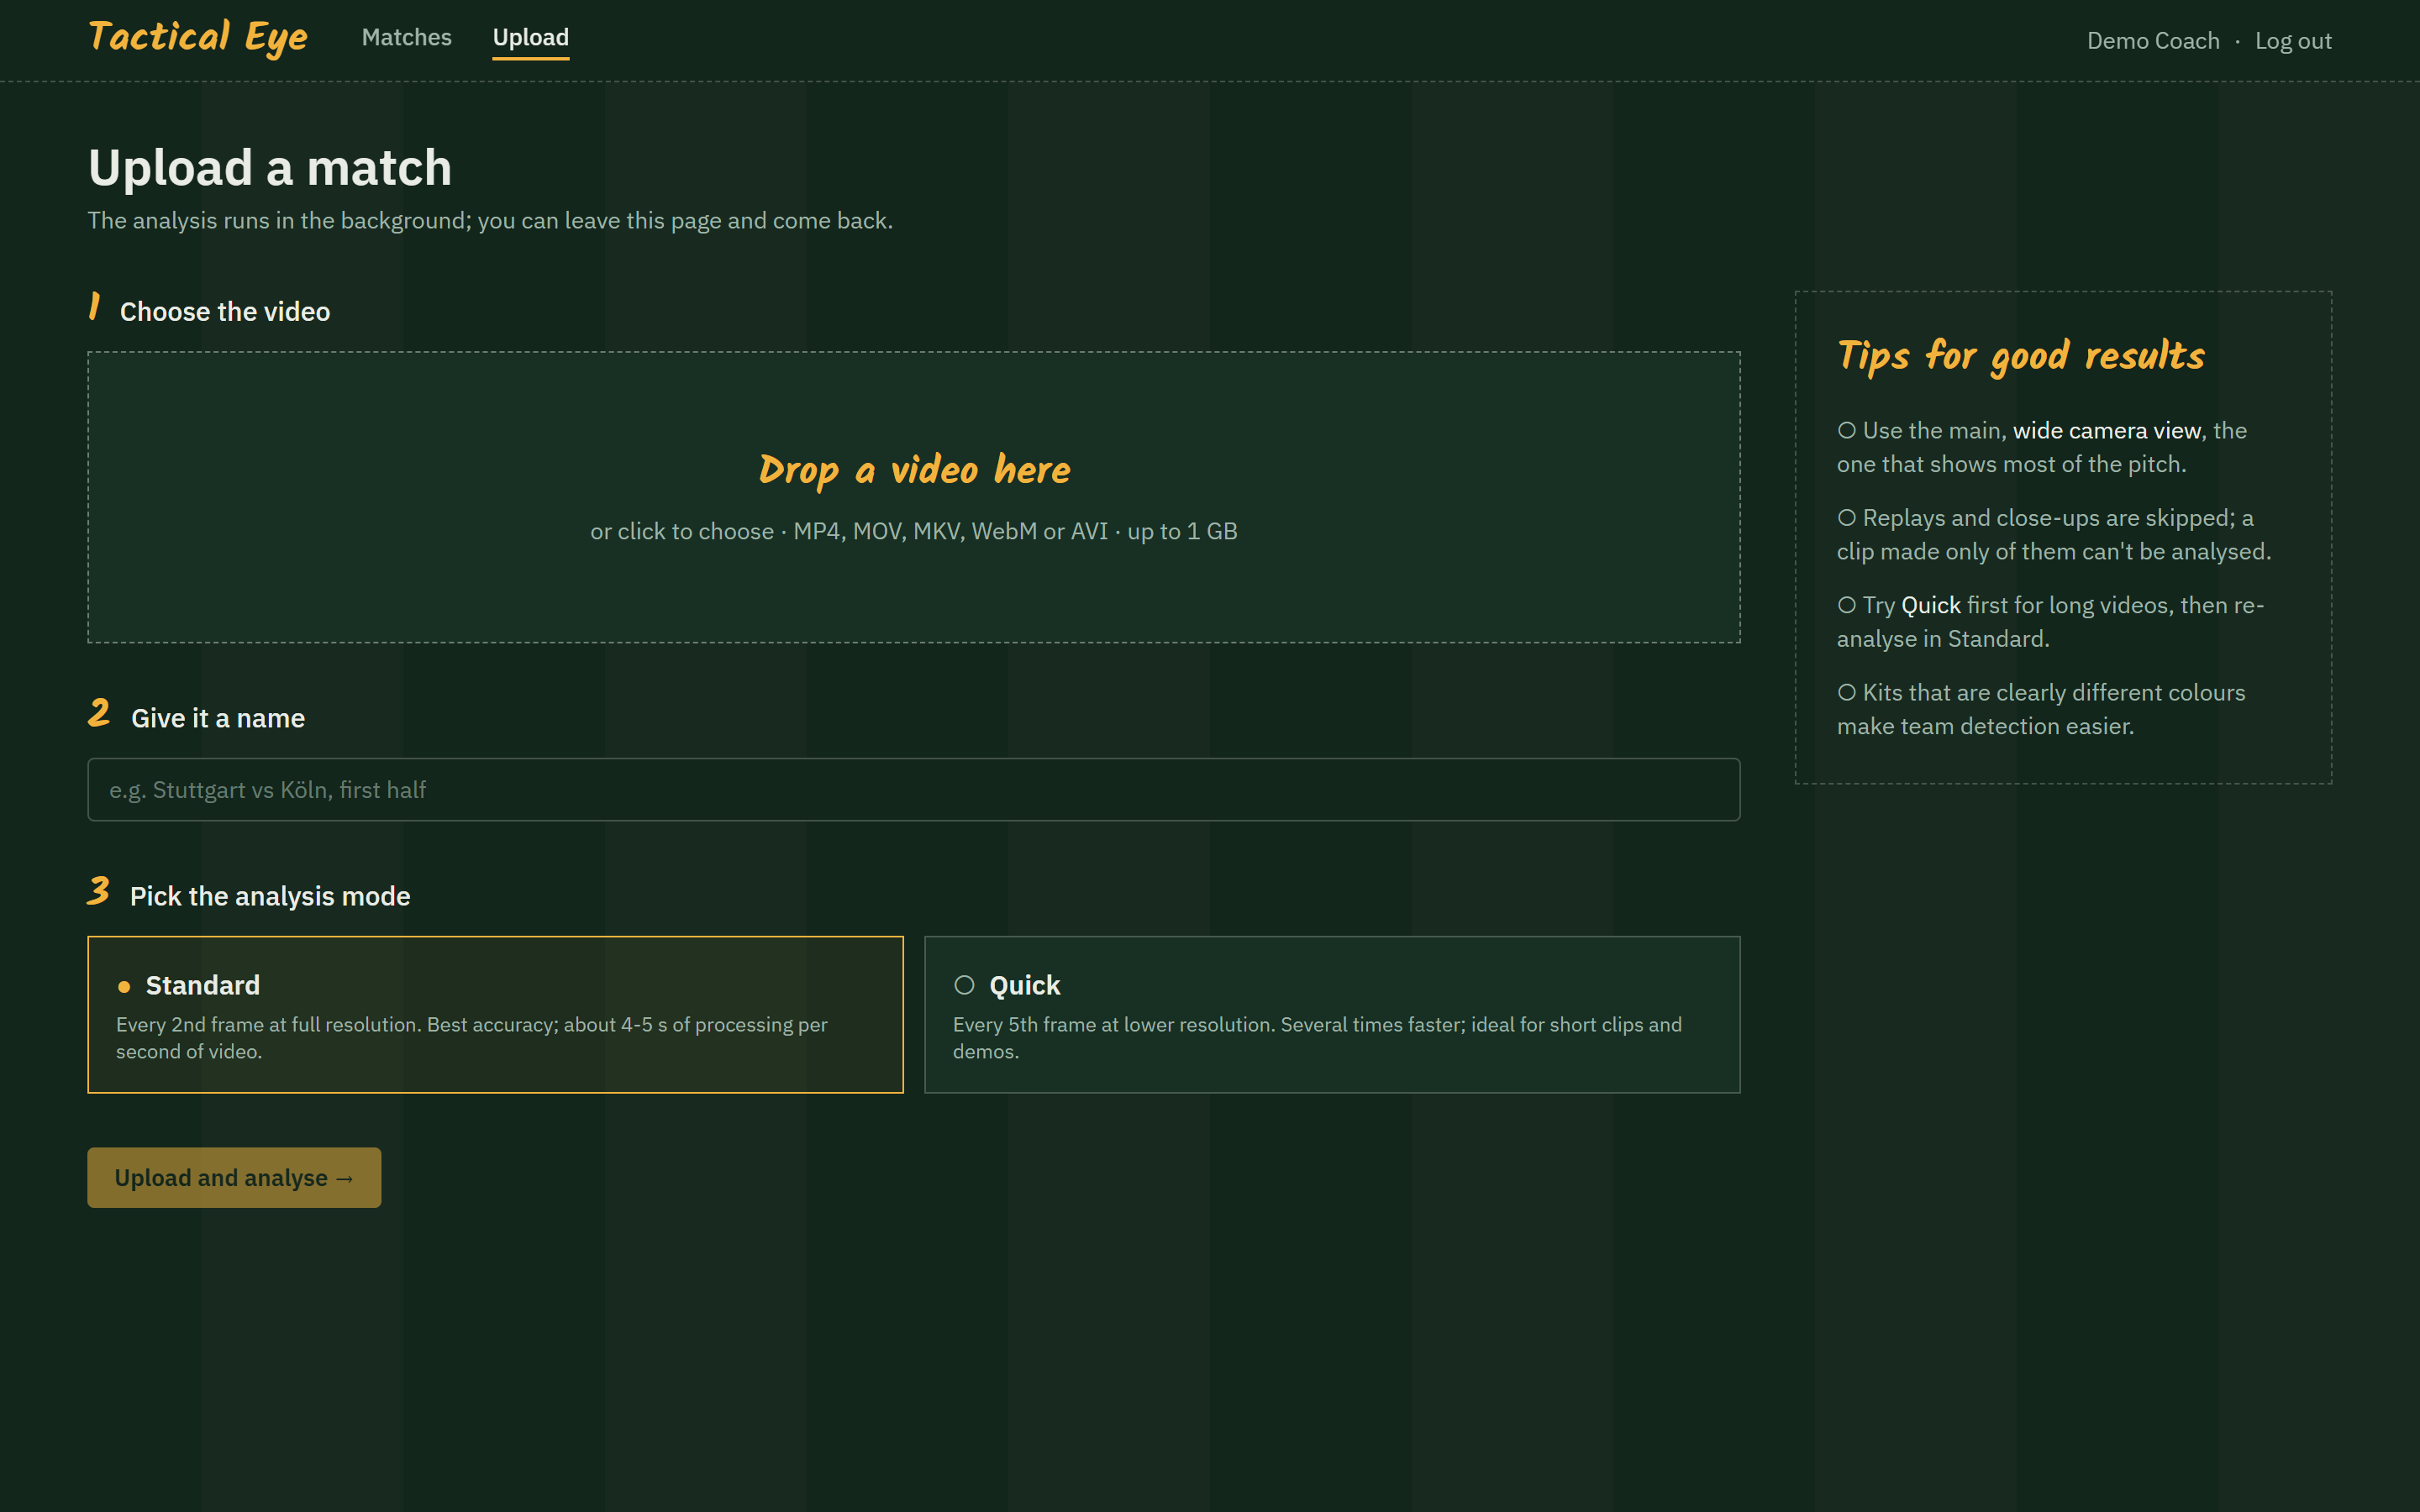 Tactical Eye Matches Upload Demo Coach · Log out
Upload a match
The analysis runs in the background; you can leave this page and come back.
1 Choose the video
Drop a video here
or click to choose · MP4, MOV, MKV, WebM or AVI · up to 1 GB
2 Give it a name
e.g. Stuttgart vs Köln, first half
3 Pick the analysis mode
Standard
Every 2nd frame at full resolution. Best accuracy; about 4-5 s of processing per
second of video.
Quick
Every 5th frame at lower resolution. Several times faster; ideal for short clips and
demos.
Upload and analyse →
Tips for good results
Use the main, wide camera view, the
one that shows most of the pitch.
Replays and close-ups are skipped; a
clip made only of them can't be analysed.
Try Quick first for long videos, then re-
analyse in Standard.
Kits that are clearly different colours
make team detection easier.